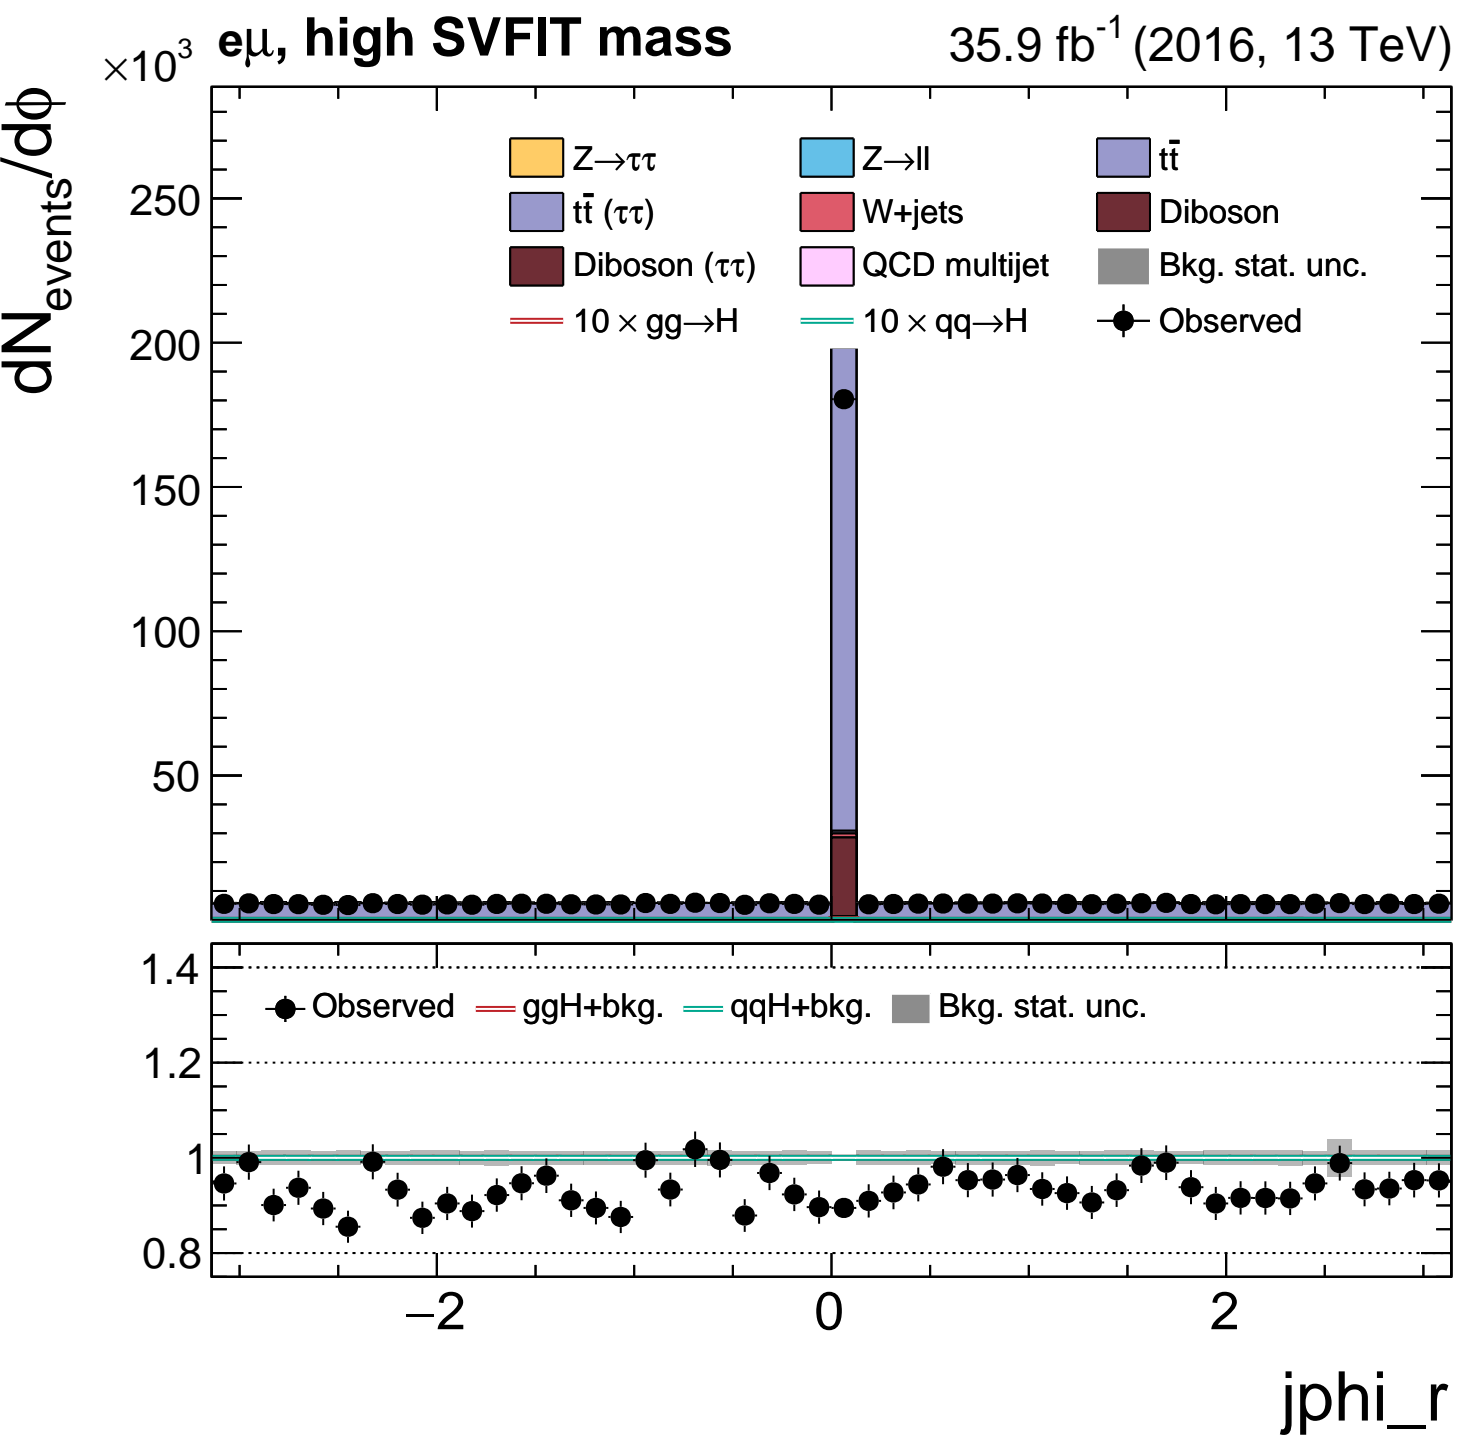 eμ, high SVFIT mass 35.9 fb⁻¹ (2016, 13 TeV)
×10³
dN_events/dϕ
Z→ττ Z→ll tt̄
tt̄ (ττ) W+jets Diboson
Diboson (ττ) QCD multijet Bkg. stat. unc.
10 × gg→H 10 × qq→H Observed
250
200
150
100
50
1.4
Observed ggH+bkg. qqH+bkg. Bkg. stat. unc.
1.2
1
0.8
−2 0 2
jphi_r